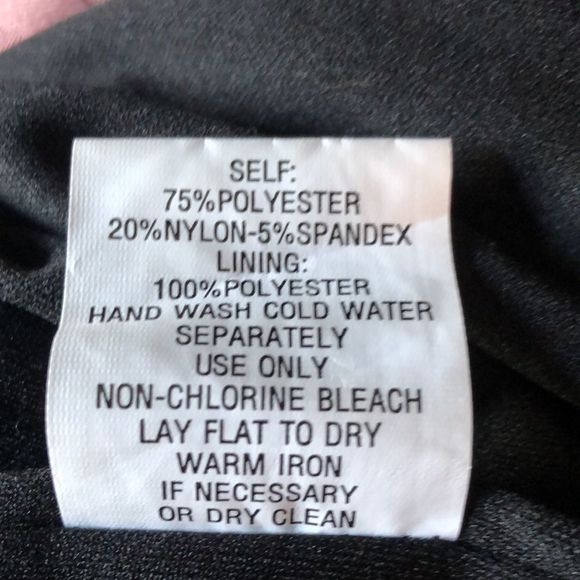 SELF:
75%POLYESTER
20%NYLON-5%SPANDEX
LINING:
100%POLYESTER
HAND WASH COLD WATER
SEPARATELY
USE ONLY
NON-CHLORINE BLEACH
LAY FLAT TO DRY
WARM IRON
IF NECESSARY
OR DRY CLEAN